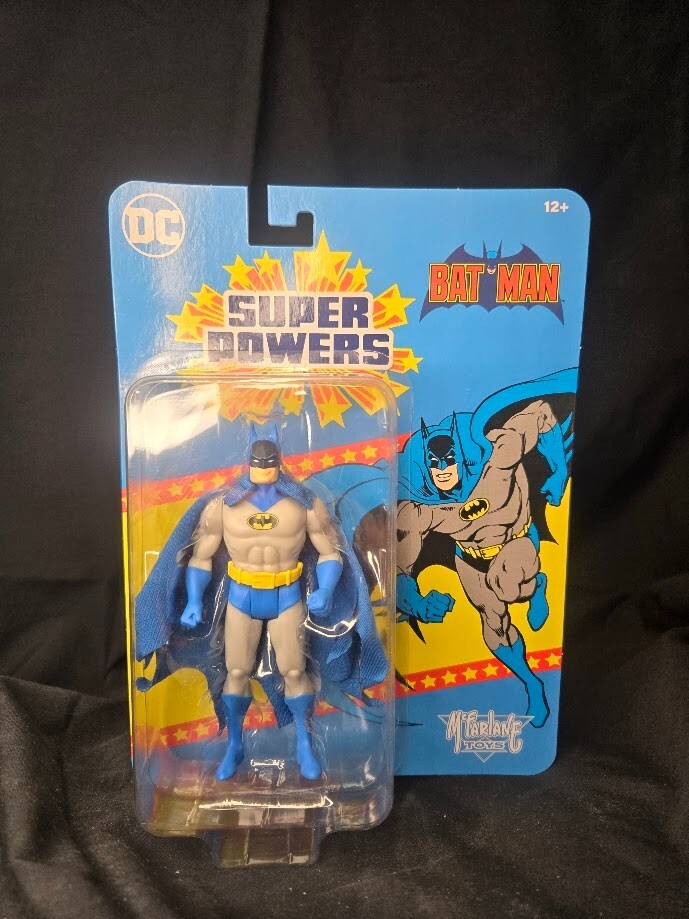 DC
12+
BATMAN
SUPER
POWERS
McFARLANE
TOYS